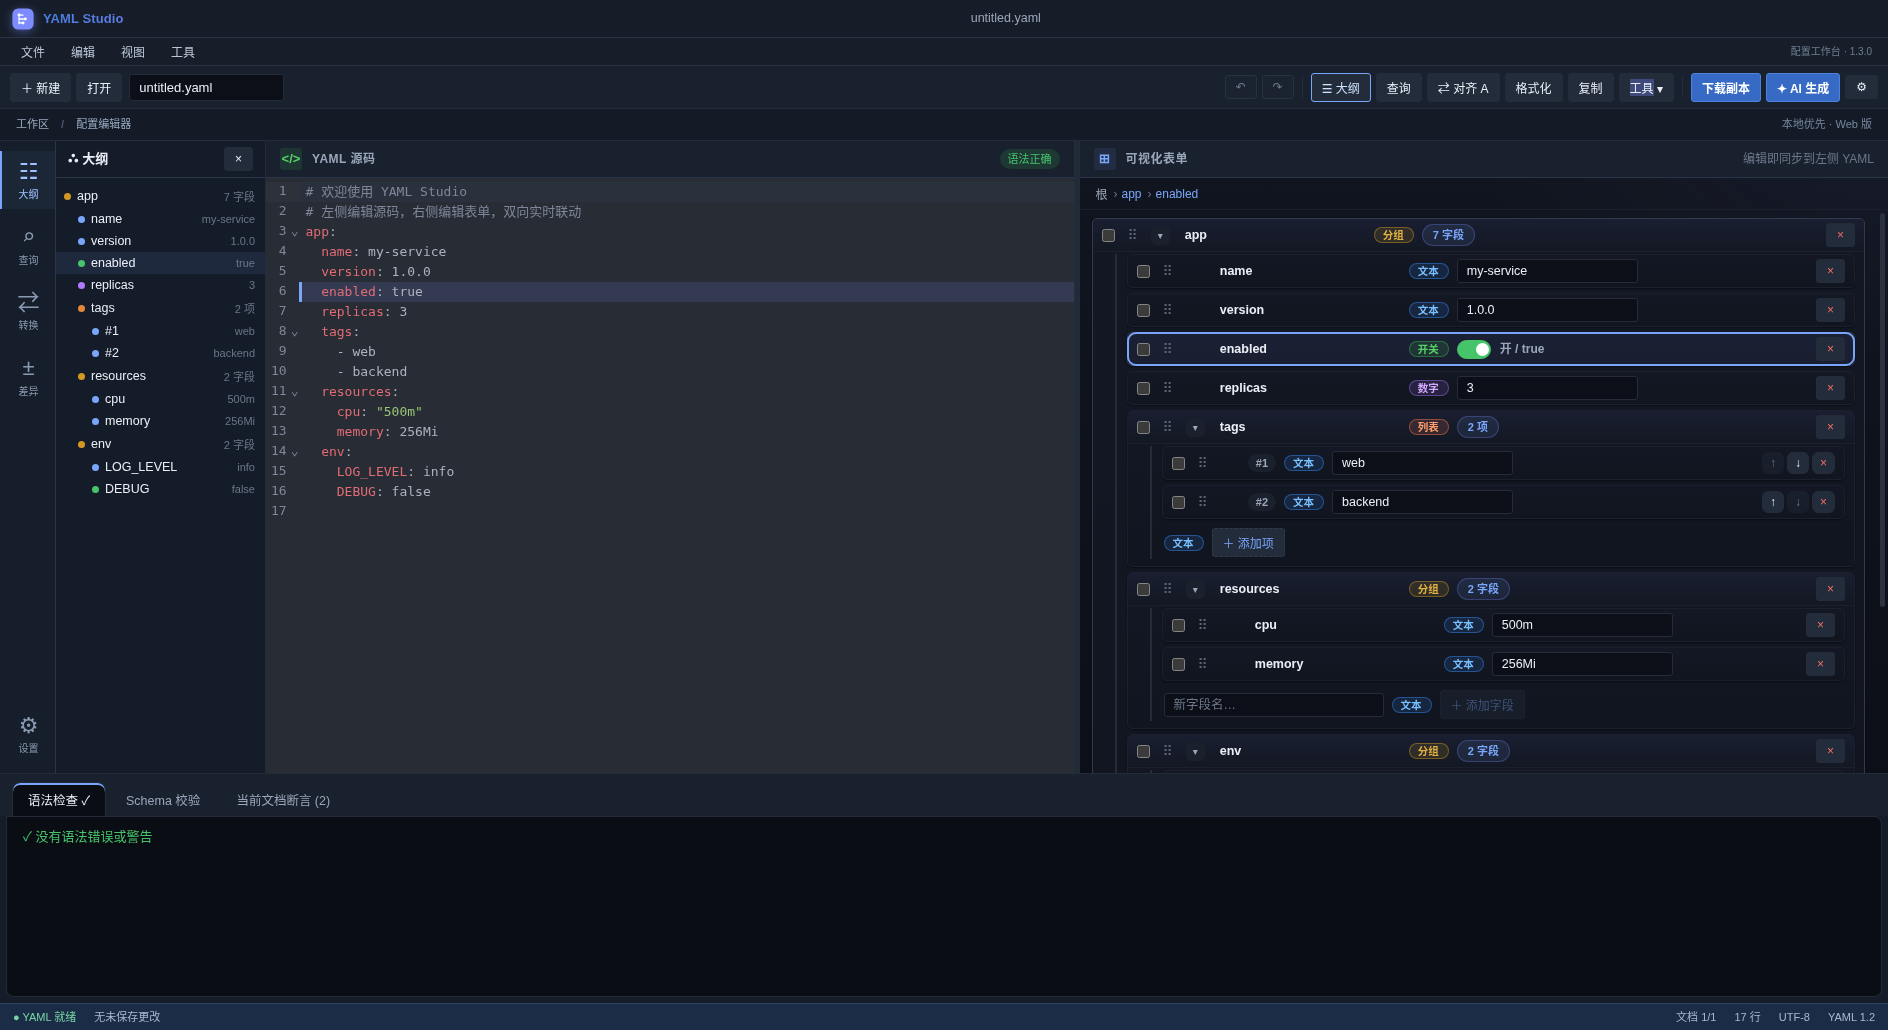 YAML Studio
untitled.yaml
文件 编辑 视图 工具
配置工作台 · 1.3.0
＋ 新建 打开 untitled.yaml
↶ ↷ ☰ 大纲 查询 ⇄ 对齐 A 格式化 复制 工具 ▾ 下载副本 ✦ AI 生成 ⚙
工作区 / 配置编辑器
本地优先 · Web 版
大纲
查询
转换
差异
设置
大纲 ×
app 7 字段
name my-service
version 1.0.0
enabled true
replicas 3
tags 2 项
#1 web
#2 backend
resources 2 字段
cpu 500m
memory 256Mi
env 2 字段
LOG_LEVEL info
DEBUG false
</> YAML 源码 语法正确
1 # 欢迎使用 YAML Studio
2 # 左侧编辑源码，右侧编辑表单，双向实时联动
3 app:
4 name: my-service
5 version: 1.0.0
6 enabled: true
7 replicas: 3
8 tags:
9 - web
10 - backend
11 resources:
12 cpu: "500m"
13 memory: 256Mi
14 env:
15 LOG_LEVEL: info
16 DEBUG: false
17
可视化表单 编辑即同步到左侧 YAML
根 › app › enabled
▾ app 分组 7 字段 ×
name 文本 my-service ×
version 文本 1.0.0 ×
enabled 开关 开 / true ×
replicas 数字 3 ×
▾ tags 列表 2 项 ×
#1 文本 web ↑ ↓ ×
#2 文本 backend ↑ ↓ ×
文本 ＋ 添加项
▾ resources 分组 2 字段 ×
cpu 文本 500m ×
memory 文本 256Mi ×
新字段名… 文本 ＋ 添加字段
▾ env 分组 2 字段 ×
语法检查 ✓ Schema 校验 当前文档断言 (2)
✓ 没有语法错误或警告
● YAML 就绪 无未保存更改
文档 1/1 17 行 UTF-8 YAML 1.2